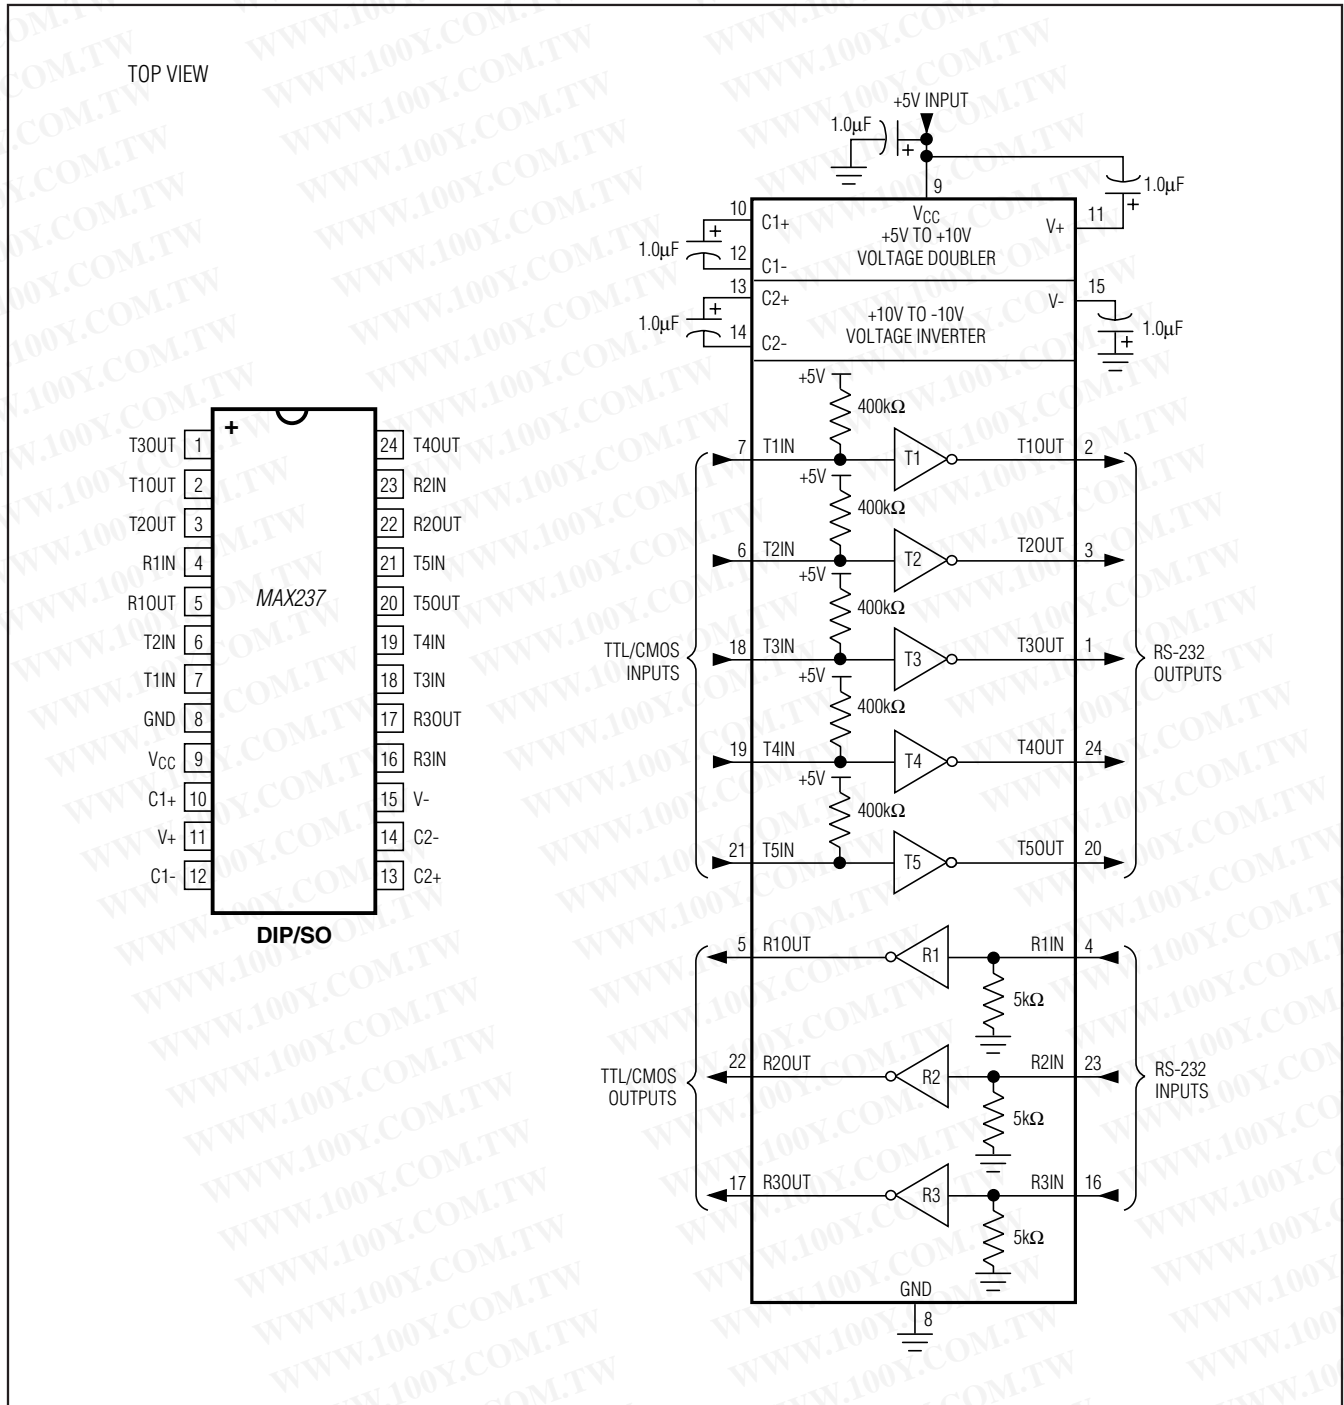 TOP VIEW
+5V INPUT
1.0µF
+
9
1.0µF
+
VCC
+5V TO +10V
VOLTAGE DOUBLER
10
C1+
1.0µF
+
12
C1-
V+
11
+10V TO -10V
VOLTAGE INVERTER
13
C2+
1.0µF
+
14
C2-
V-
15
1.0µF
+
+
MAX237
T3OUT 1
T1OUT 2
T2OUT 3
R1IN 4
R1OUT 5
T2IN 6
T1IN 7
GND 8
VCC 9
C1+ 10
V+ 11
C1- 12
24 T4OUT
23 R2IN
22 R2OUT
21 T5IN
20 T5OUT
19 T4IN
18 T3IN
17 R3OUT
16 R3IN
15 V-
14 C2-
13 C2+
DIP/SO
TTL/CMOS
INPUTS
+5V
400kΩ
7 T1IN T1 T1OUT 2
+5V
400kΩ
6 T2IN T2 T2OUT 3
+5V
400kΩ
18 T3IN T3 T3OUT 1
+5V
400kΩ
19 T4IN T4 T4OUT 24
+5V
400kΩ
21 T5IN T5 T5OUT 20
RS-232
OUTPUTS
TTL/CMOS
OUTPUTS
5 R1OUT R1 R1IN 4
5kΩ
22 R2OUT R2 R2IN 23
5kΩ
17 R3OUT R3 R3IN 16
5kΩ
RS-232
INPUTS
GND
8
WWW.100Y.COM.TW